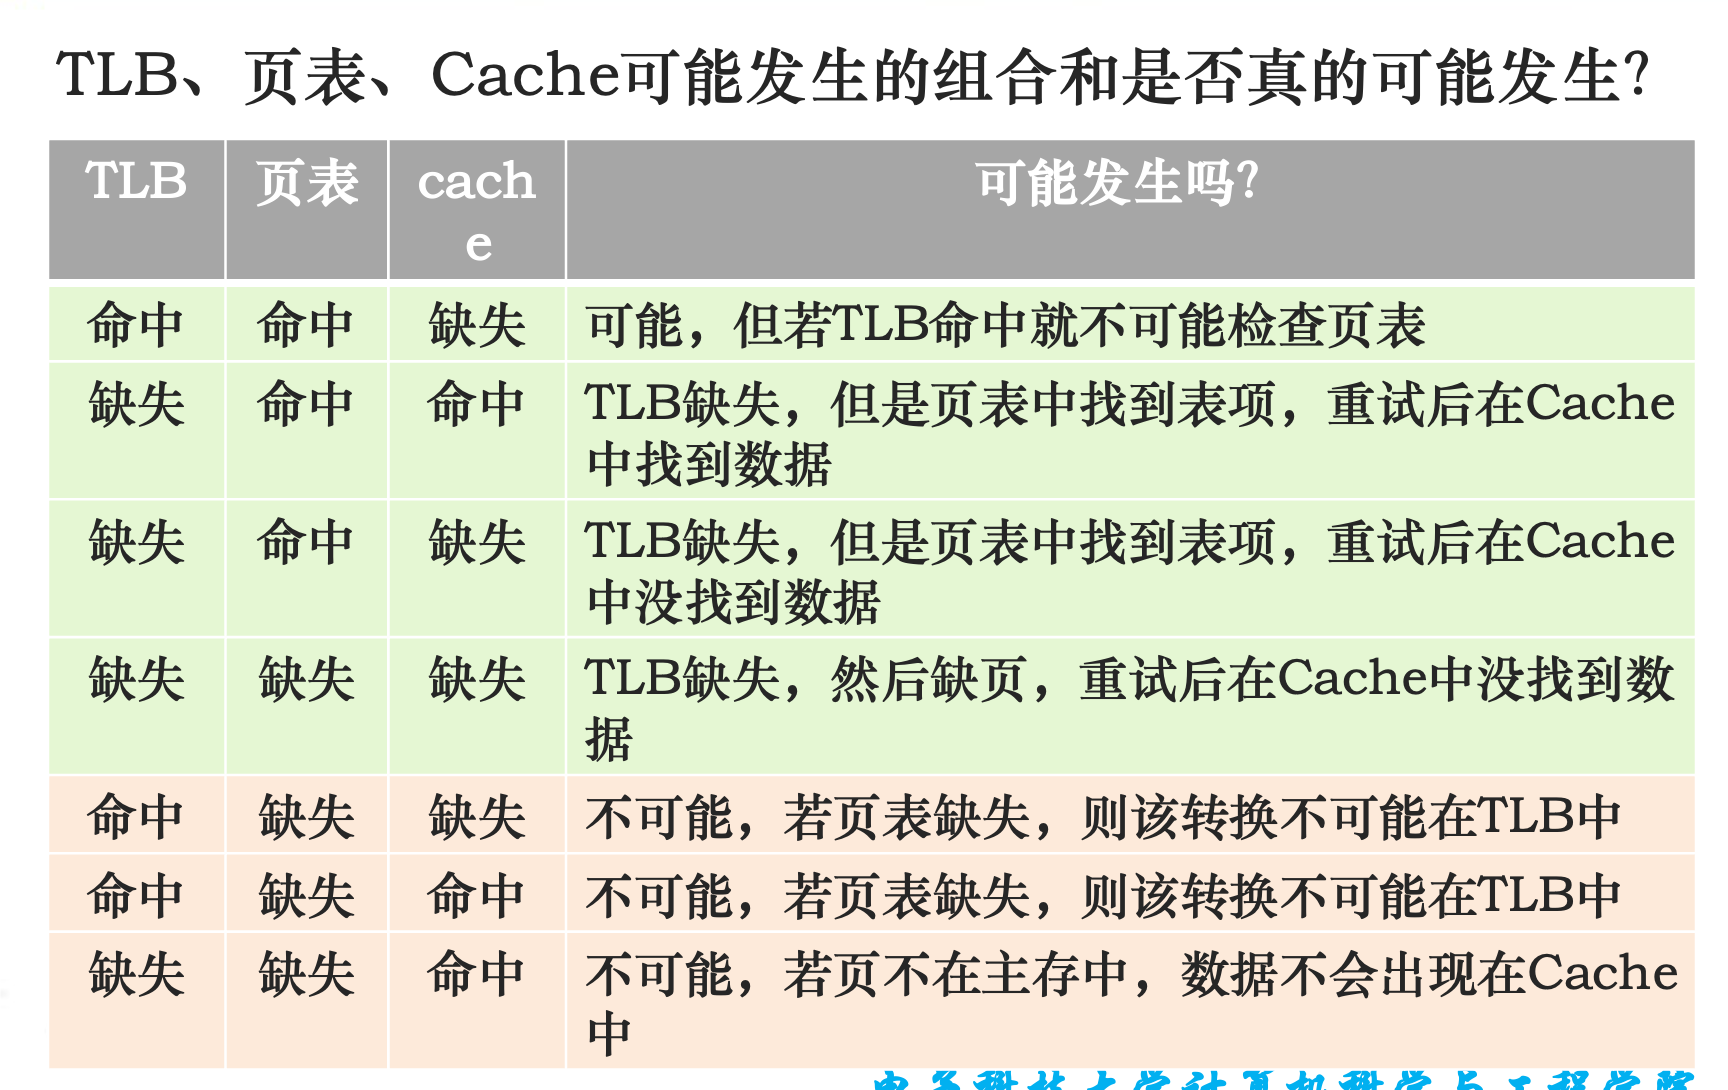 TLB、页表、Cache可能发生的组合和是否真的可能发生？
TLB 页表 cach 可能发生吗？
e
命中 命中 缺失 可能，但若TLB命中就不可能检查页表
缺失 命中 命中 TLB缺失，但是页表中找到表项，重试后在Cache
中找到数据
缺失 命中 缺失 TLB缺失，但是页表中找到表项，重试后在Cache
中没找到数据
缺失 缺失 缺失 TLB缺失，然后缺页，重试后在Cache中没找到数
据
命中 缺失 缺失 不可能，若页表缺失，则该转换不可能在TLB中
命中 缺失 命中 不可能，若页表缺失，则该转换不可能在TLB中
缺失 缺失 命中 不可能，若页不在主存中，数据不会出现在Cache
中